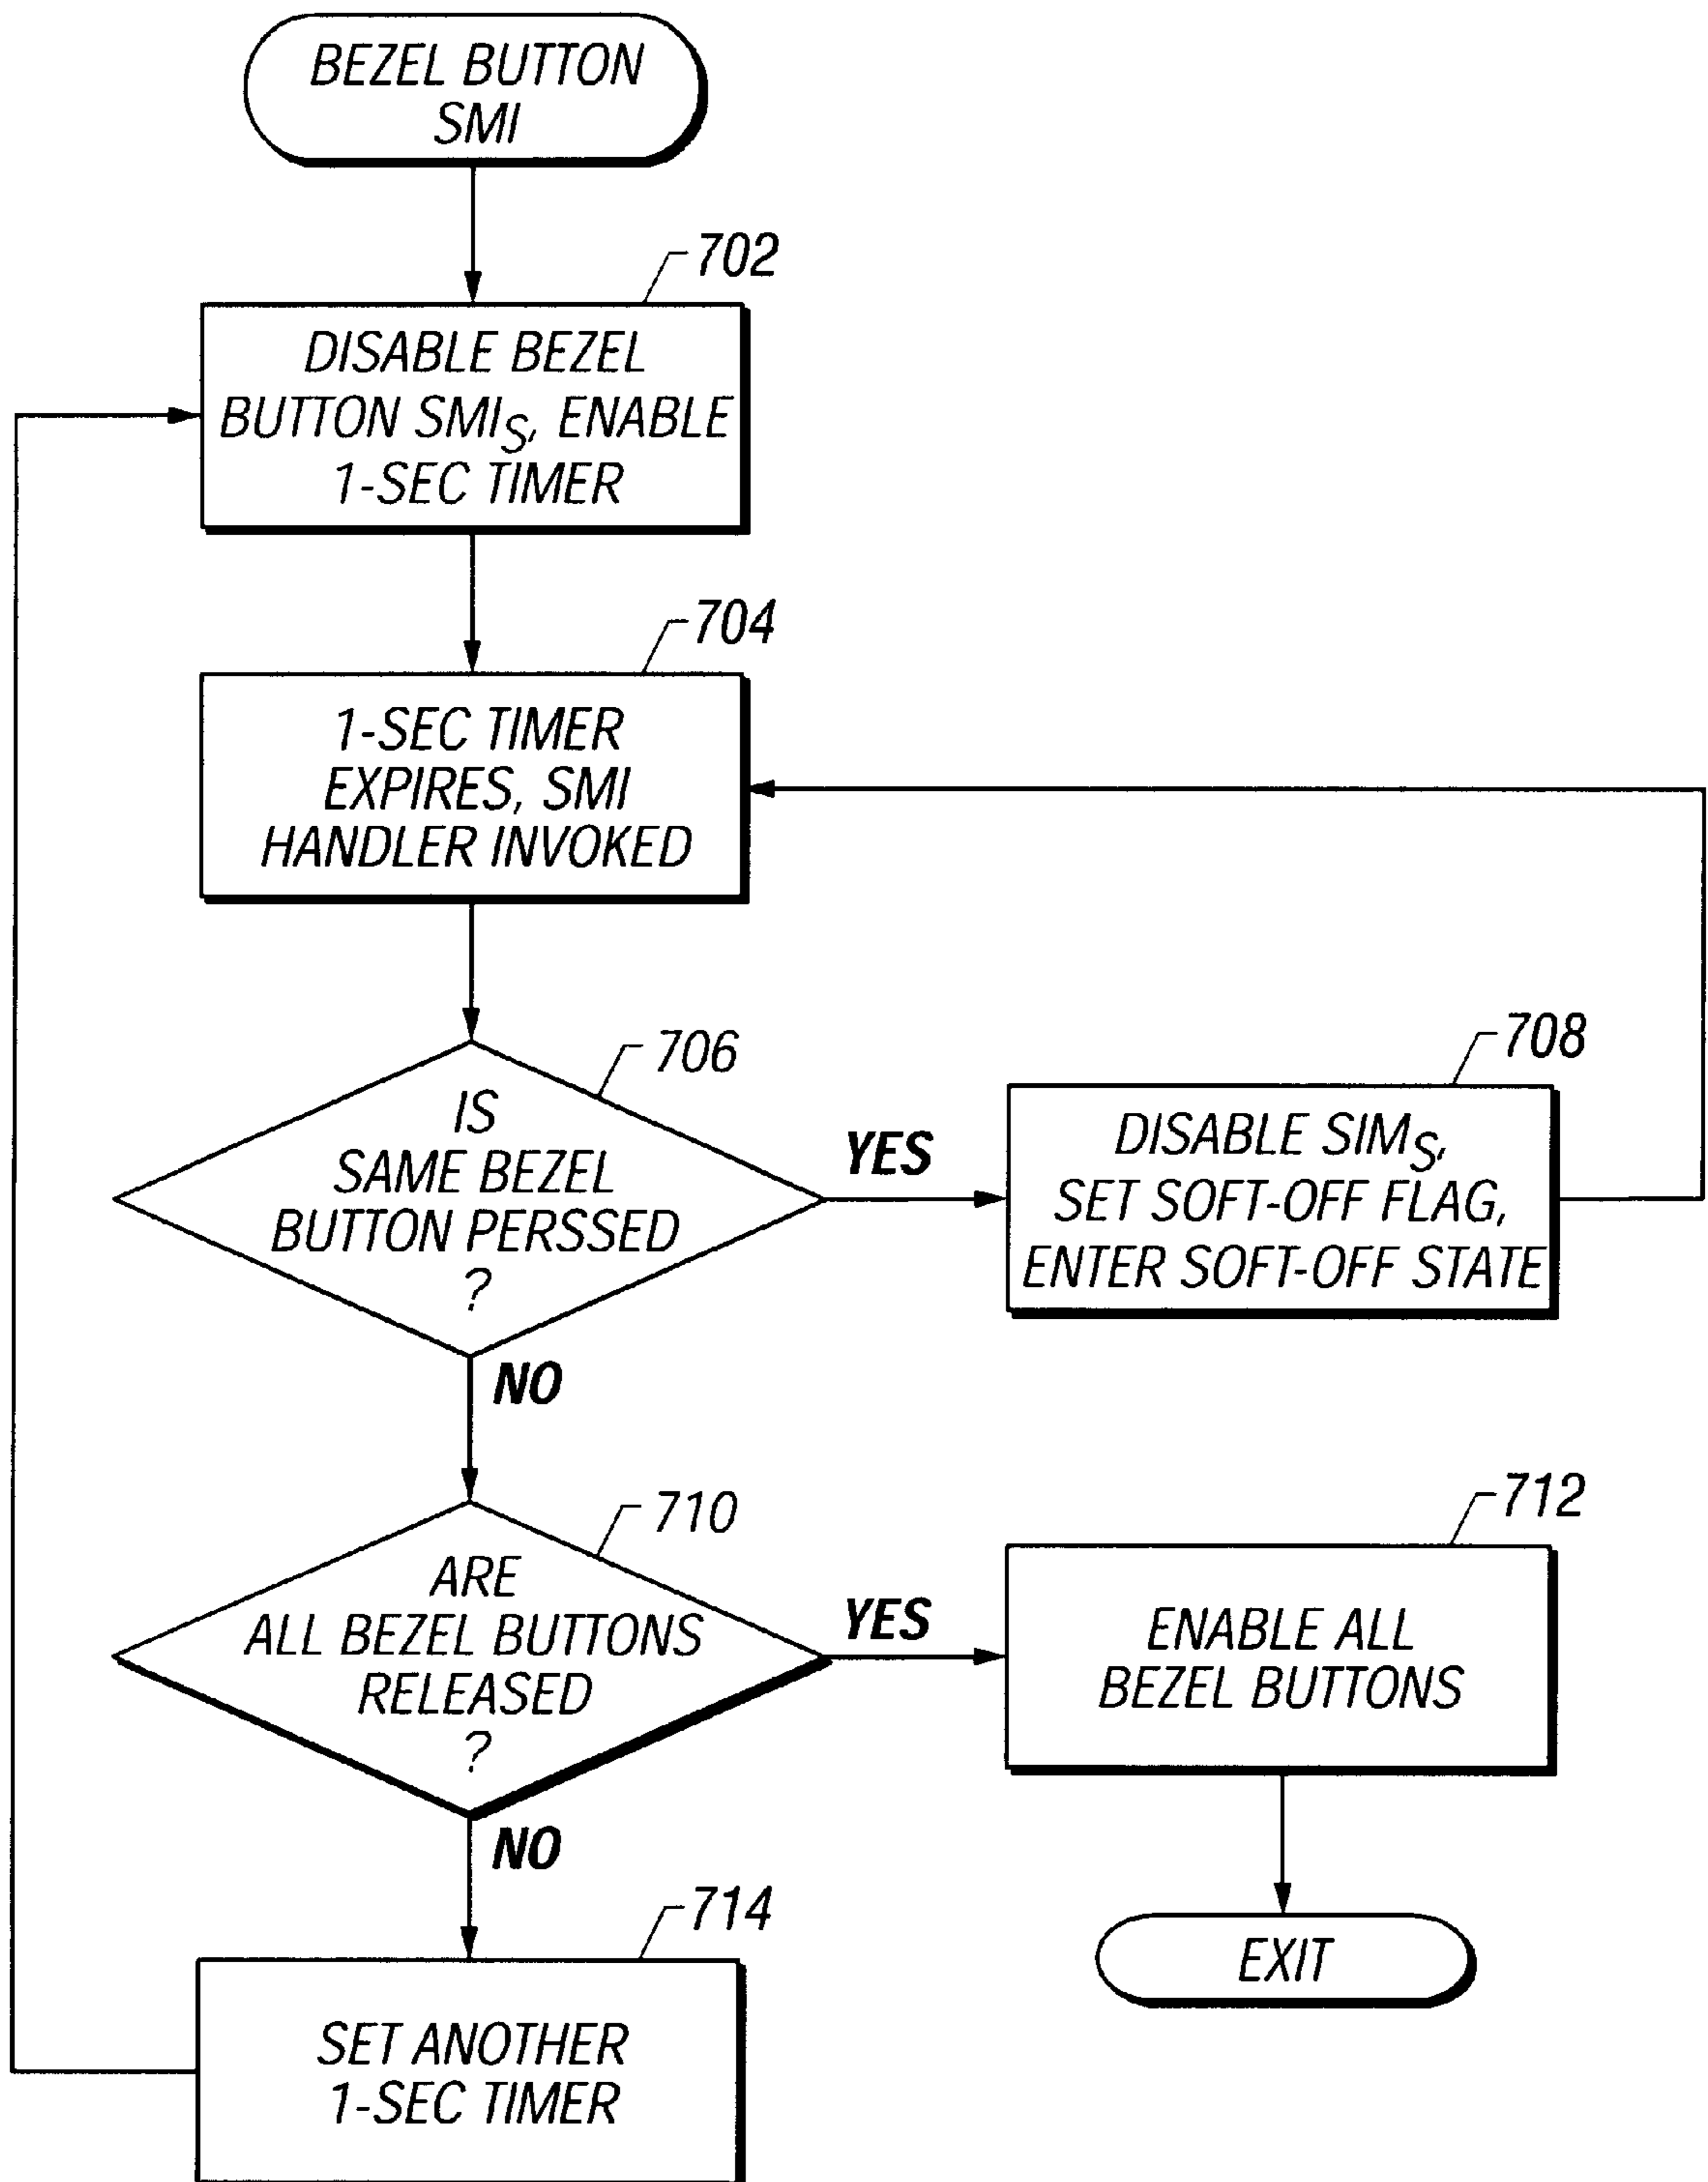 BEZEL BUTTON
SMI
702
DISABLE BEZEL
BUTTON SMIS, ENABLE
1-SEC TIMER
704
1-SEC TIMER
EXPIRES, SMI
HANDLER INVOKED
706
IS
SAME BEZEL
BUTTON PERSSED
?
YES
708
DISABLE SIMS,
SET SOFT-OFF FLAG,
ENTER SOFT-OFF STATE
NO
710
ARE
ALL BEZEL BUTTONS
RELEASED
?
YES
712
ENABLE ALL
BEZEL BUTTONS
NO
714
SET ANOTHER
1-SEC TIMER
EXIT